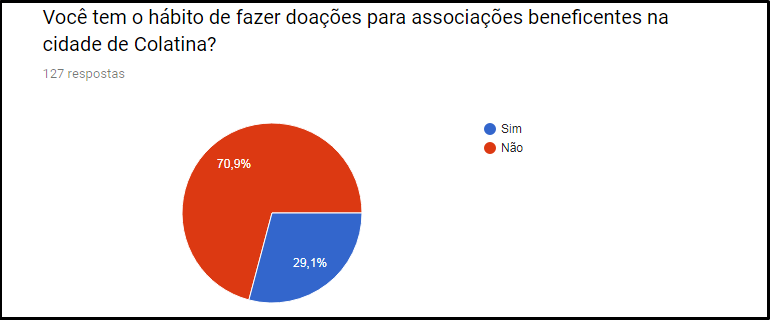 Você tem o hábito de fazer doações para associações beneficentes na
cidade de Colatina?
127 respostas
Sim
Não
70,9%
29,1%